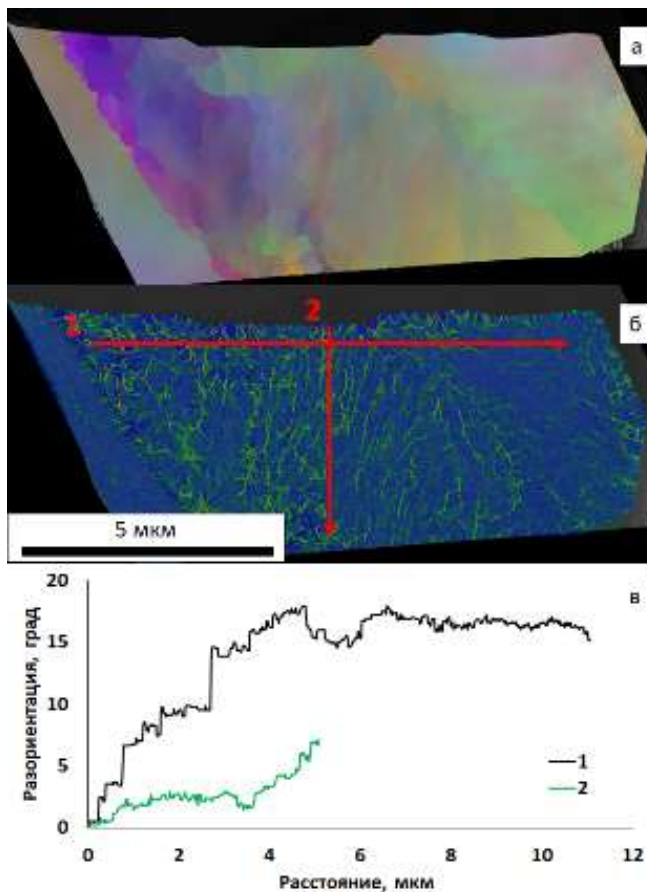 а
1
2
б
5 мкм
в
20
15
10
5
0
Разориентация, град
1
2
0 2 4 6 8 10 12
Расстояние, мкм